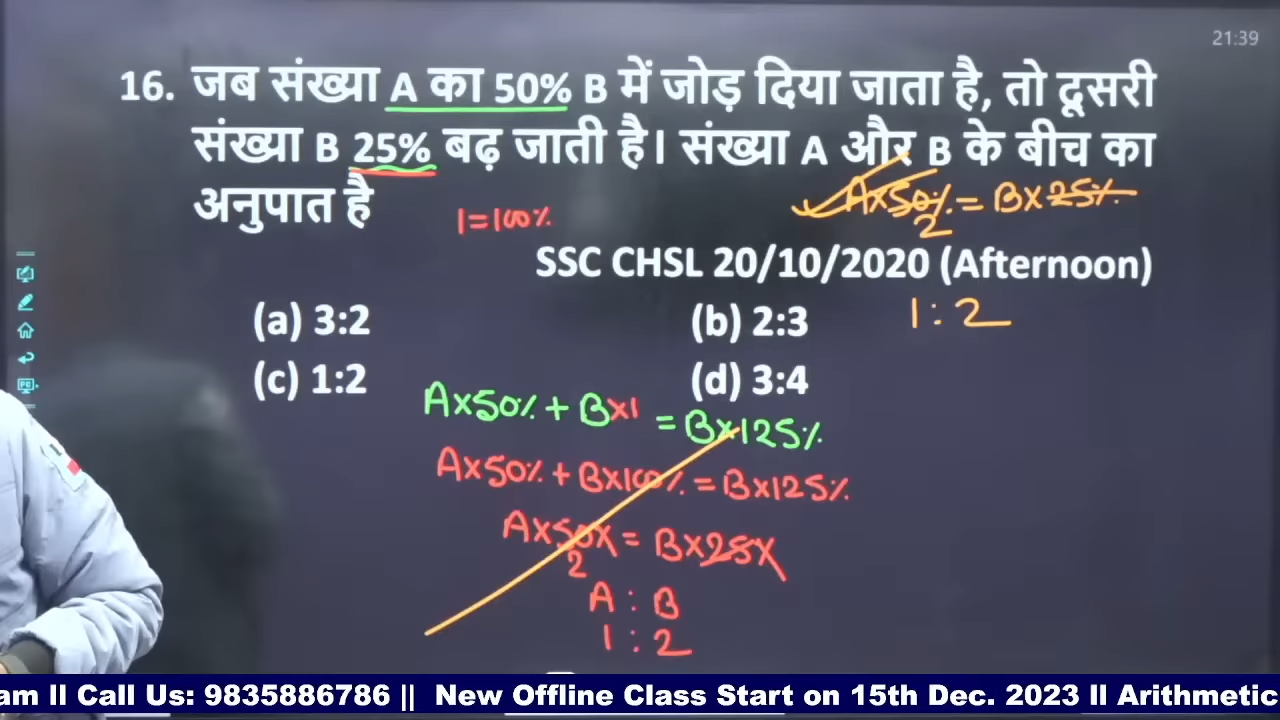 21:39
16. जब संख्या A का 50% B में जोड़ दिया जाता है, तो दूसरी
संख्या B 25% बढ़ जाती है। संख्या A और B के बीच का
अनुपात है
1=100%
A×50% = B×25%
2
SSC CHSL 20/10/2020 (Afternoon)
(a) 3:2
(b) 2:3
1:2
(c) 1:2
(d) 3:4
A×50% + B×1 = B×125%
A×50% + B×100% = B×125%
A×50% = B×25%
2
A : B
1 : 2
am II Call Us: 9835886786 || New Offline Class Start on 15th Dec. 2023 II Arithmetic